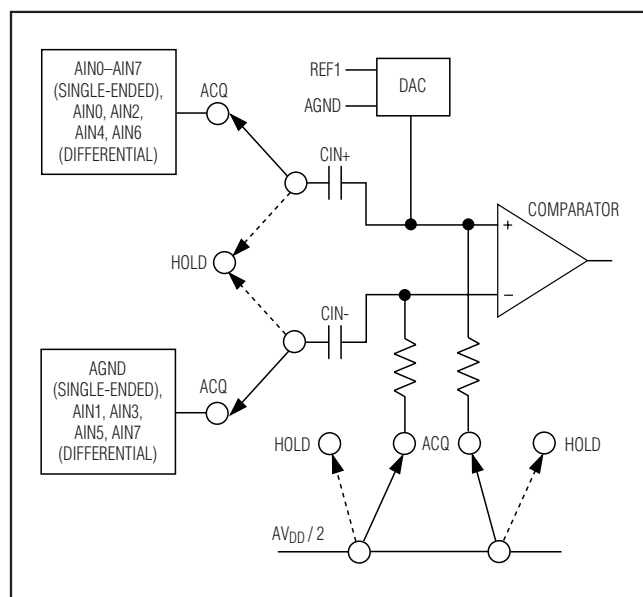 AIN0–AIN7
(SINGLE-ENDED),
AIN0, AIN2,
AIN4, AIN6
(DIFFERENTIAL)
ACQ
REF1
AGND
DAC
CIN+
COMPARATOR
+
−
HOLD
CIN-
AGND
(SINGLE-ENDED),
AIN1, AIN3,
AIN5, AIN7
(DIFFERENTIAL)
ACQ
HOLD
ACQ
HOLD
AVDD / 2